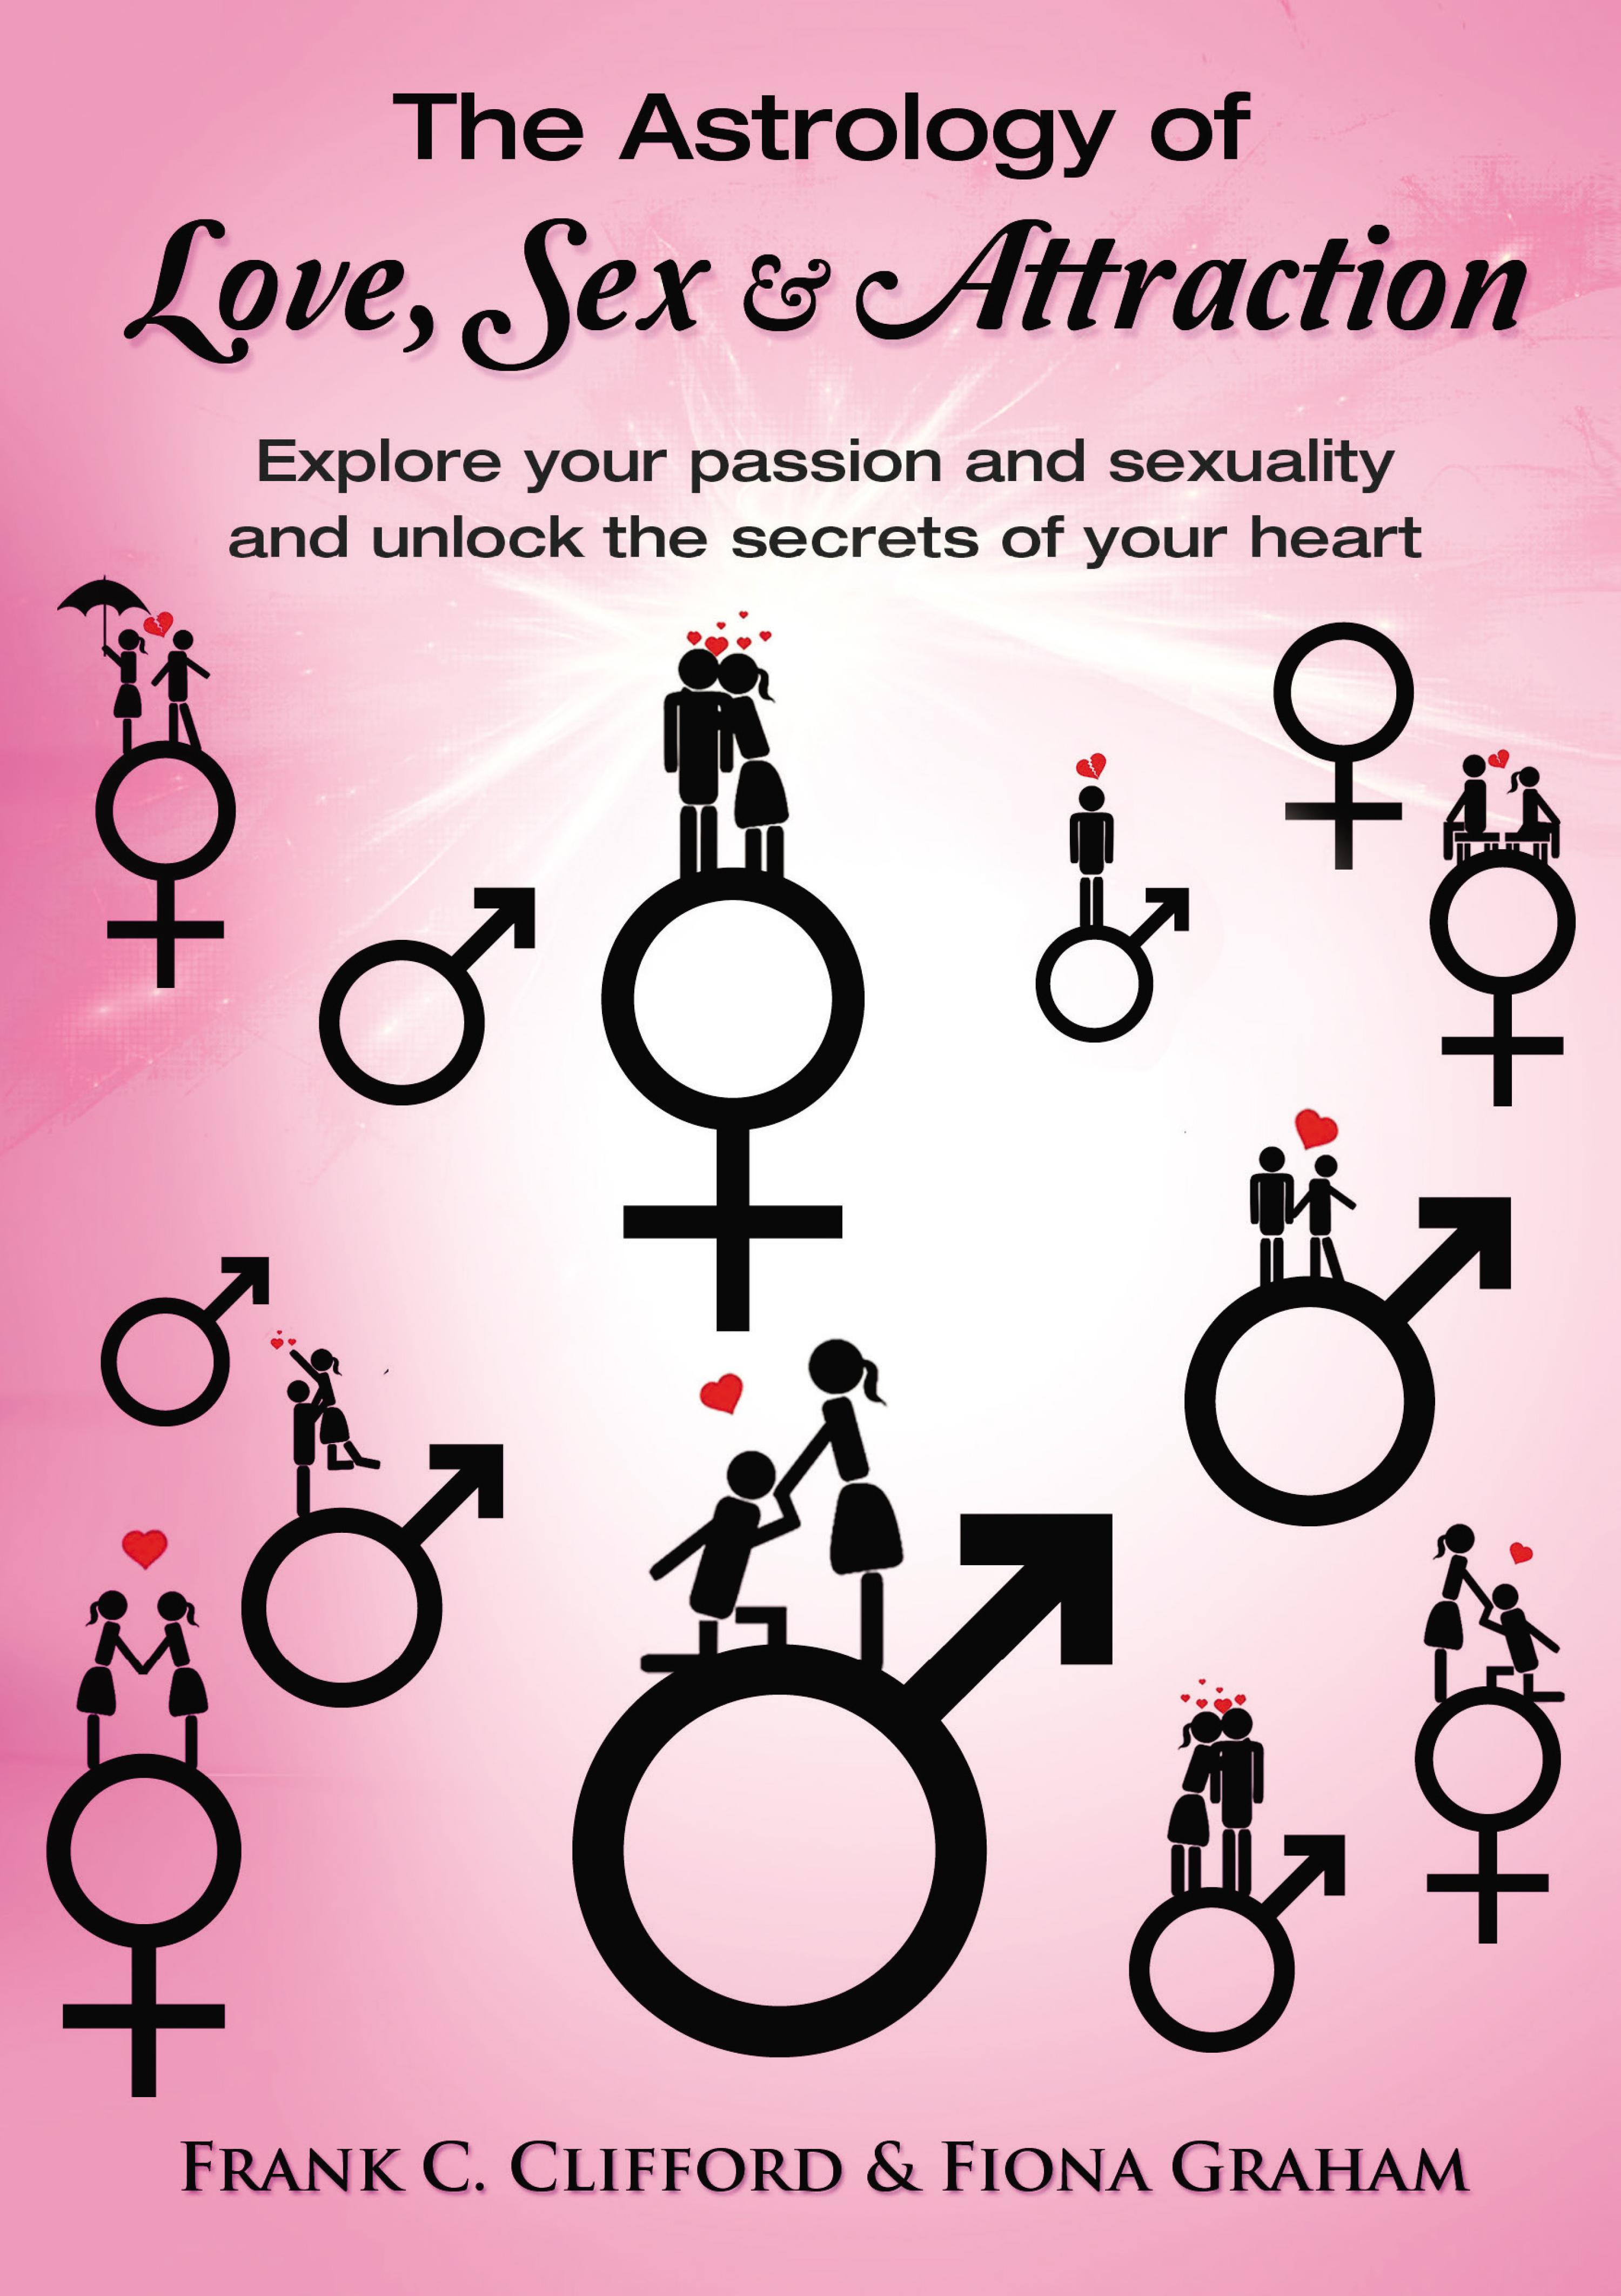 The Astrology of
Love, Sex & Attraction
Explore your passion and sexuality
and unlock the secrets of your heart
FRANK C. CLIFFORD & FIONA GRAHAM